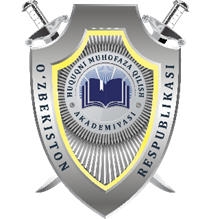 HUQUQNI MUHOFAZA QILISH
AKADEMIYASI
O'ZBEKISTON
RESPUBLIKASI